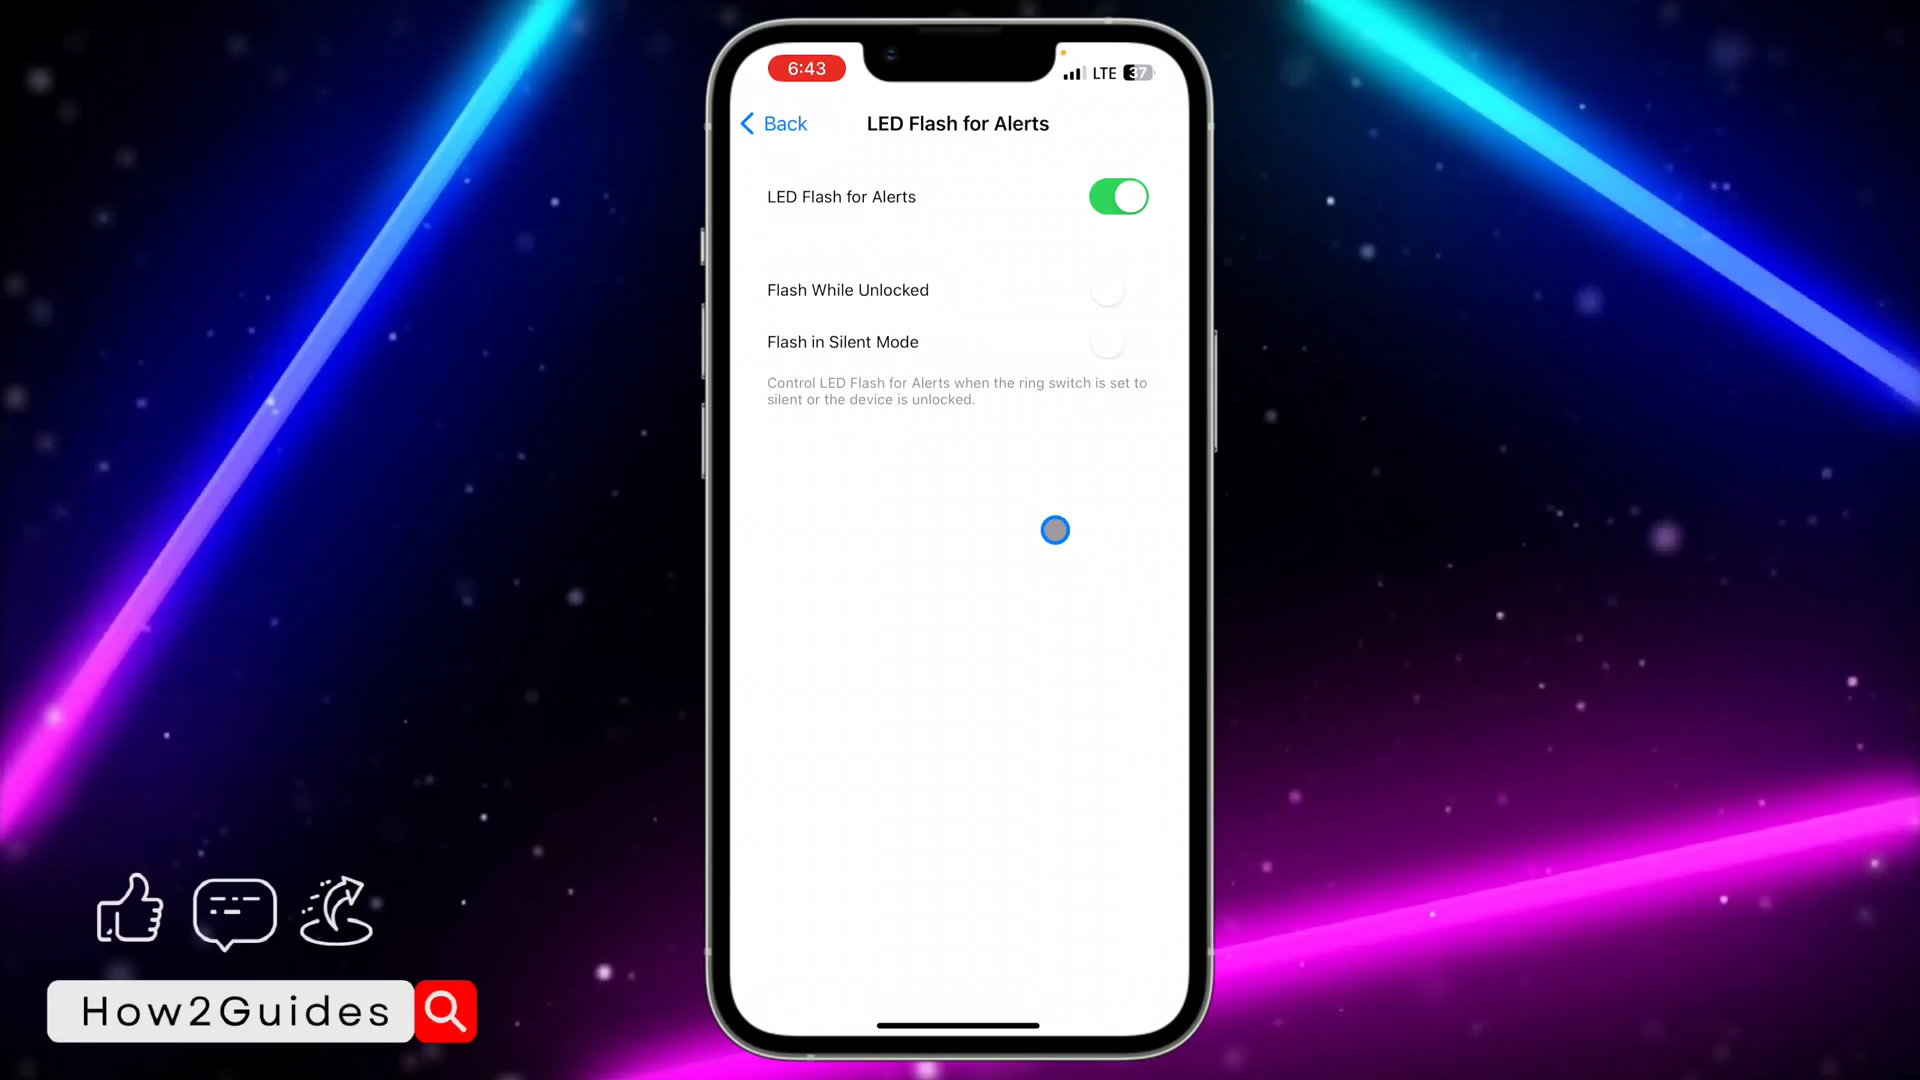 6:43
LTE 37
Back
LED Flash for Alerts
LED Flash for Alerts
Flash While Unlocked
Flash in Silent Mode
Control LED Flash for Alerts when the ring switch is set to
silent or the device is unlocked.
How2Guides